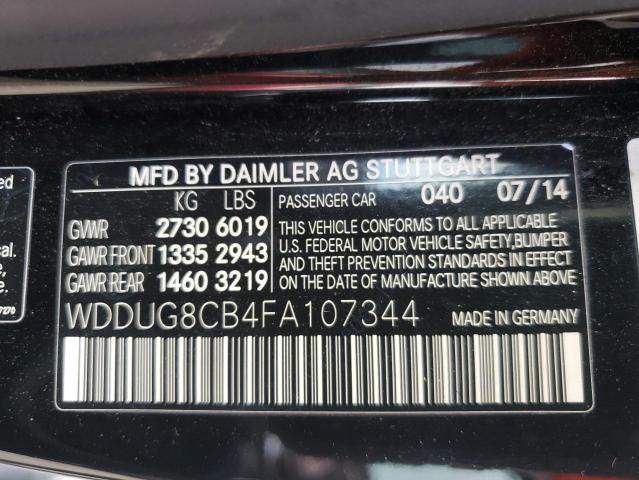 MFD BY DAIMLER AG STUTTGART
KG LBS
GVWR 2730 6019
GAWR FRONT 1335 2943
GAWR REAR 1460 3219
PASSENGER CAR 040 07/14
THIS VEHICLE CONFORMS TO ALL APPLICABLE
U.S. FEDERAL MOTOR VEHICLE SAFETY, BUMPER
AND THEFT PREVENTION STANDARDS IN EFFECT
ON THE DATE OF MANUFACTURE SHOWN ABOVE.
WDDUG8CB4FA107344 MADE IN GERMANY